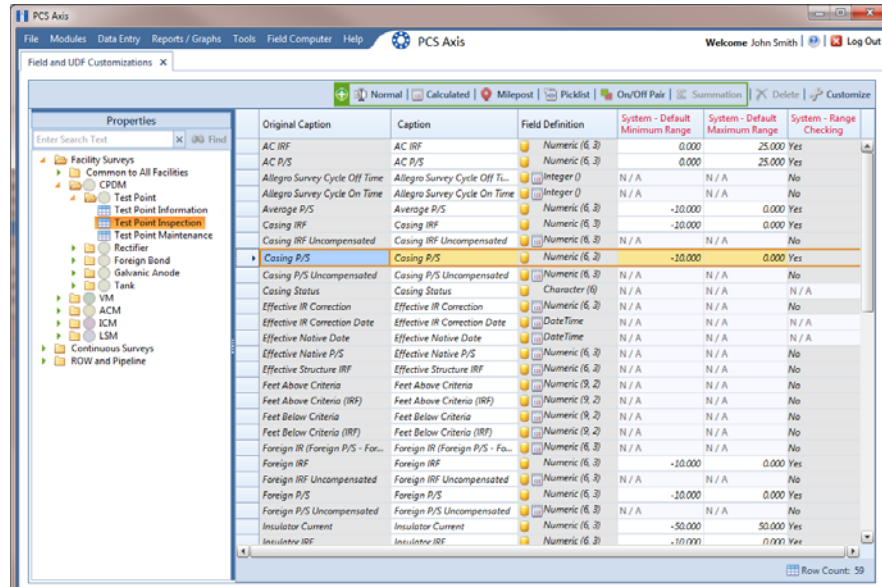 PCS Axis
File Modules Data Entry Reports / Graphs Tools Field Computer Help
PCS Axis
Welcome John Smith | Log Out
Field and UDF Customizations X
Normal | Calculated | Milepost | Picklist | On/Off Pair | Summation | Delete | Customize
Properties
Enter Search Text X Find
Facility Surveys
Common to All Facilities
CPDM
Test Point
Test Point Information
Test Point Inspection
Test Point Maintenance
Rectifier
Foreign Bond
Galvanic Anode
Tank
VM
ACM
ICM
LSM
Continuous Surveys
ROW and Pipeline
Original Caption Caption Field Definition System - Default Minimum Range System - Default Maximum Range System - Range Checking
AC IRF AC IRF Numeric (6, 3) 0.000 25.000 Yes
AC P/S AC P/S Numeric (6, 3) 0.000 25.000 Yes
Allegro Survey Cycle Off Time Allegro Survey Cycle Off Ti... Integer () N / A N / A No
Allegro Survey Cycle On Time Allegro Survey Cycle On Time Integer () N / A N / A No
Average P/S Average P/S Numeric (6, 3) -10.000 0.000 Yes
Casing IRF Casing IRF Numeric (6, 3) -10.000 0.000 Yes
Casing IRF Uncompensated Casing IRF Uncompensated Numeric (6, 3) N / A N / A No
Casing P/S Casing P/S Numeric (6, 3) -10.000 0.000 Yes
Casing P/S Uncompensated Casing P/S Uncompensated Numeric (6, 3) N / A N / A No
Casing Status Casing Status Character (6) N / A N / A N / A
Effective IR Correction Effective IR Correction Numeric (6, 3) N / A N / A No
Effective IR Correction Date Effective IR Correction Date DateTime N / A N / A N / A
Effective Native Date Effective Native Date DateTime N / A N / A N / A
Effective Native P/S Effective Native P/S Numeric (6, 3) N / A N / A No
Effective Structure IRF Effective Structure IRF Numeric (6, 3) N / A N / A No
Feet Above Criteria Feet Above Criteria Numeric (9, 2) N / A N / A No
Feet Above Criteria (IRF) Feet Above Criteria (IRF) Numeric (9, 2) N / A N / A No
Feet Below Criteria Feet Below Criteria Numeric (9, 2) N / A N / A No
Feet Below Criteria (IRF) Feet Below Criteria (IRF) Numeric (9, 2) N / A N / A No
Foreign IR (Foreign P/S - For... Foreign IR (Foreign P/S - Fo... Numeric (6, 3) N / A N / A No
Foreign IRF Foreign IRF Numeric (6, 3) -10.000 0.000 Yes
Foreign IRF Uncompensated Foreign IRF Uncompensated Numeric (6, 3) N / A N / A No
Foreign P/S Foreign P/S Numeric (6, 3) -10.000 0.000 Yes
Foreign P/S Uncompensated Foreign P/S Uncompensated Numeric (6, 3) N / A N / A No
Insulator Current Insulator Current Numeric (6, 3) -50.000 50.000 Yes
Insulator IRF Insulator IRF Numeric (6, 3) -10.000 0.000 Yes
Row Count: 59